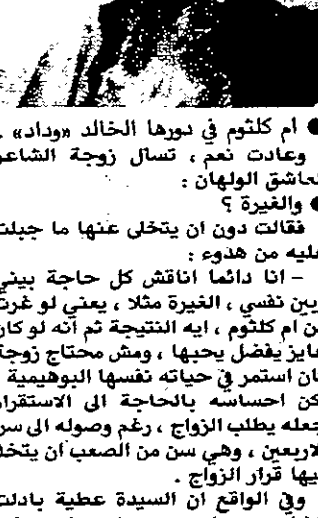 ● أم كلثوم في دورها الخالد «وداد» .
وعادت نعم ، تسأل زوجة الشاعر
لعاشق الولهان :
● والغيرة ؟
فقالت دون ان يتخلى عنها ما جبلت
عليه من هدوء :
– انا دائما اناقش كل حاجة بيني
وبين نفسي ، الغيرة مثلا ، يعني لو غرت
من ام كلثوم ، ايه النتيجة ثم أنه لو كان
عايز يفضل يحبها ، ومش محتاج زوجة
كان استمر في حياته نفسها البوهيمية
لكن احساسه بالحاجة الى الاستقرار
جعله يطلب الزواج ، رغم وصوله الى سن
الاربعين ، وهي سن من الصعب أن يتخذ
فيها قرار الزواج .
وفي الواقع ان السيدة عطية بادلت